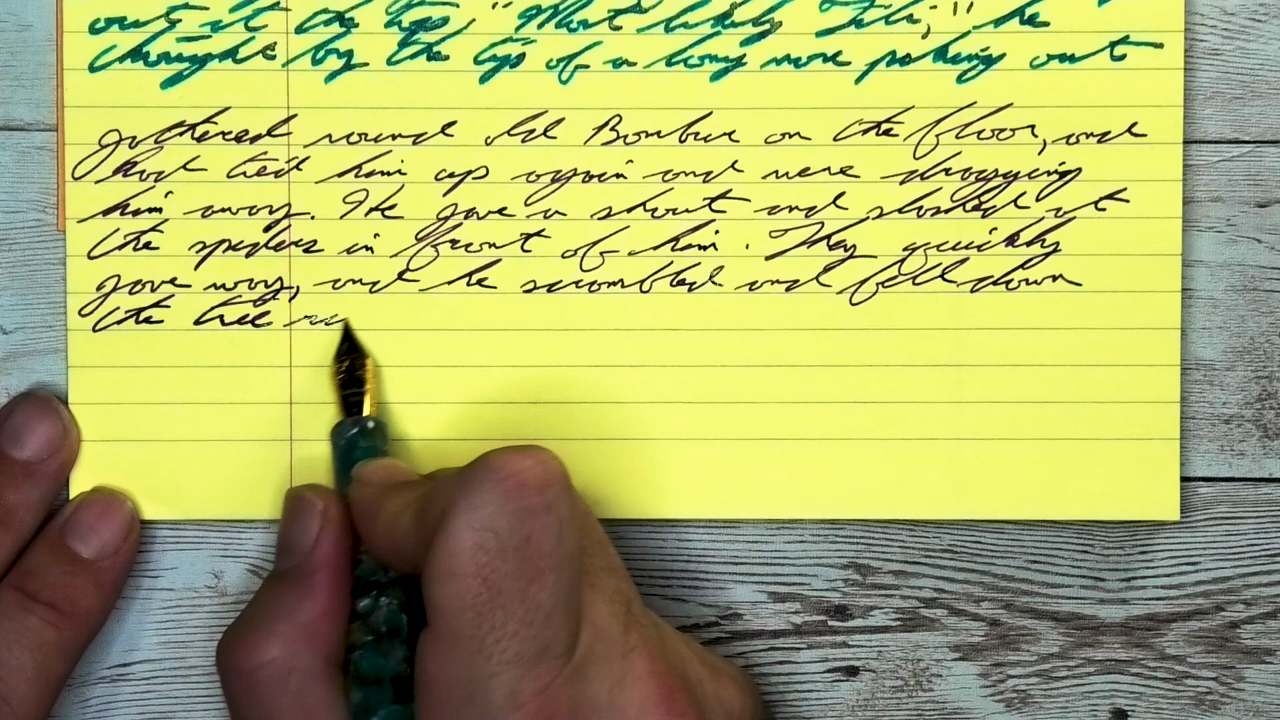 out at the top, "Most likely Fili," he
thought by the tip of a long nose poking out
gathered round old Bombur on the floor, and
had tied him up again and were dragging
him away. He gave a shout and slashed at
the spiders in front of him. They quickly
gave way, and he scrambled and fell down
the tree